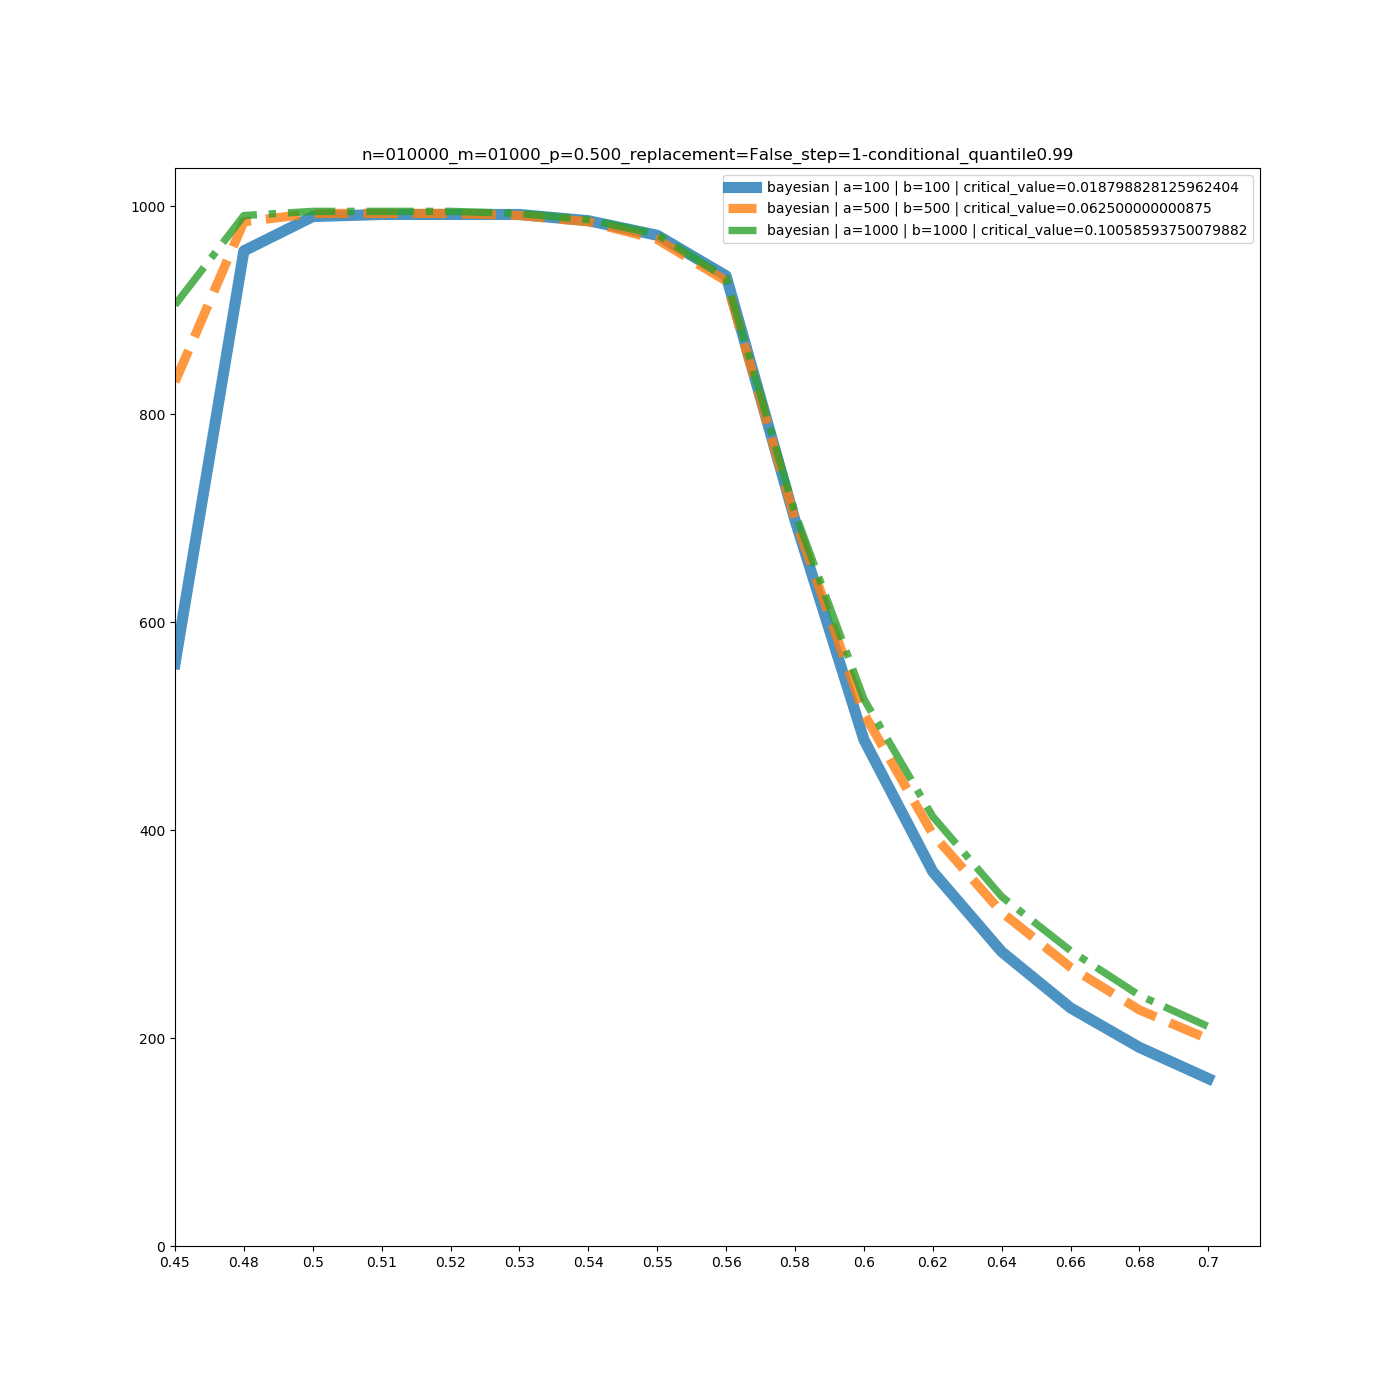 n=010000_m=01000_p=0.500_replacement=False_step=1-conditional_quantile0.99
bayesian | a=100 | b=100 | critical_value=0.018798828125962404
bayesian | a=500 | b=500 | critical_value=0.062500000000875
bayesian | a=1000 | b=1000 | critical_value=0.10058593750079882
1000
800
600
400
200
0
0.45 0.48 0.5 0.51 0.52 0.53 0.54 0.55 0.56 0.58 0.6 0.62 0.64 0.66 0.68 0.7